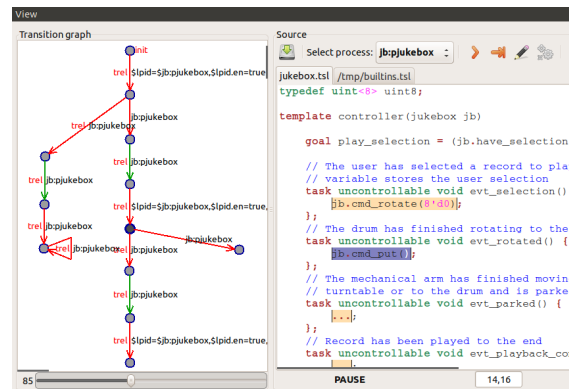 View
Transition graph
init
trel $lpid=$jb:pjukebox,$lpid.en=true,
jb:pjukebox
trel jb:pjukebox
trel jb:pjukebox
trel jb:pjukebox
trel $lpid=$jb:pjukebox,$lpid.en=true,
trel jb:pjukebox
jb:pjukebox
trel jb:pjukebox
jb:pjukebox
trel jb:pjukebox
trel $lpid=$jb:pjukebox,$lpid.en=true,
85
Source
Select process: jb:pjukebox
jukebox.tsl /tmp/builtins.tsl
typedef uint<8> uint8;
template controller(jukebox jb)
goal play_selection = (jb.have_selection
// The user has selected a record to pla
// variable stores the user selection
task uncontrollable void evt_selection()
jb.cmd_rotate(8'd0);
};
// The drum has finished rotating to the
task uncontrollable void evt_rotated() {
jb.cmd_put();
};
// The mechanical arm has finished movin
// turntable or to the drum and is parke
task uncontrollable void evt_parked() {
...;
};
// Record has been played to the end
task uncontrollable void evt_playback_co
PAUSE
14,16